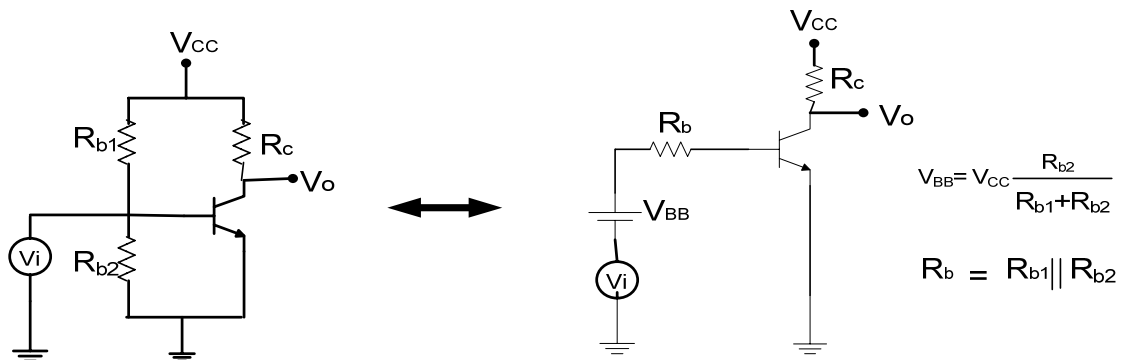 VCC
Rb1
Rc
Vo
Vi
Rb2
VCC
Rc
Vo
Rb
VBB
Vi
VBB= VCC Rb2
Rb1+Rb2
Rb = Rb1||Rb2